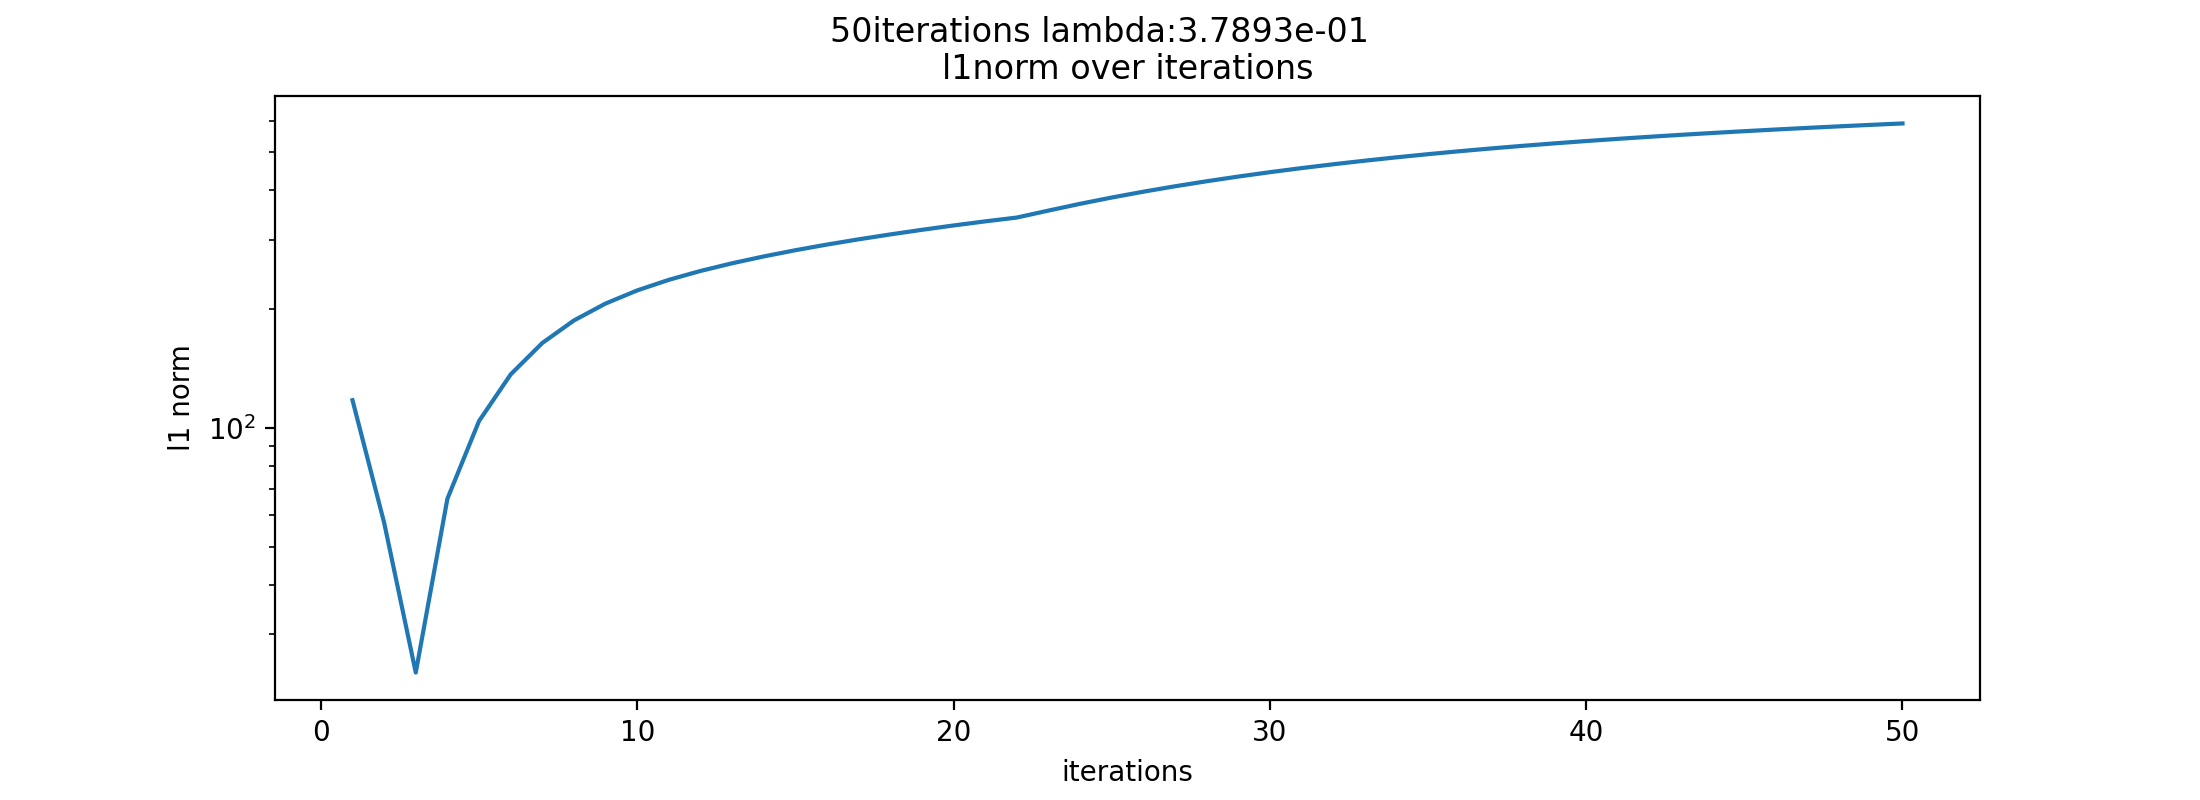 50iterations lambda:3.7893e-01
l1norm over iterations
l1 norm
10²
0 10 20 30 40 50
iterations